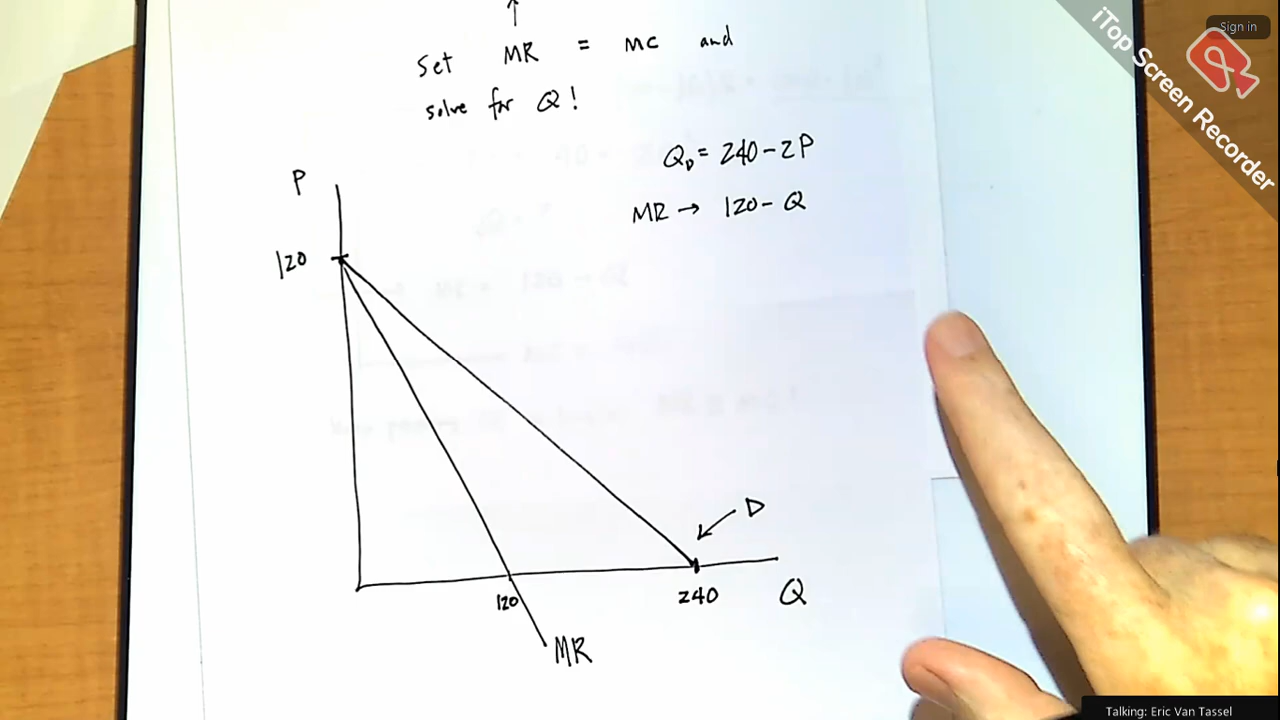 ↑
Set MR = MC and
solve for Q!
Q_D = 240 - 2P
MR → 120 - Q
P
120
D
120
240
Q
MR
iTop Screen Recorder
Sign in
Talking: Eric Van Tassel